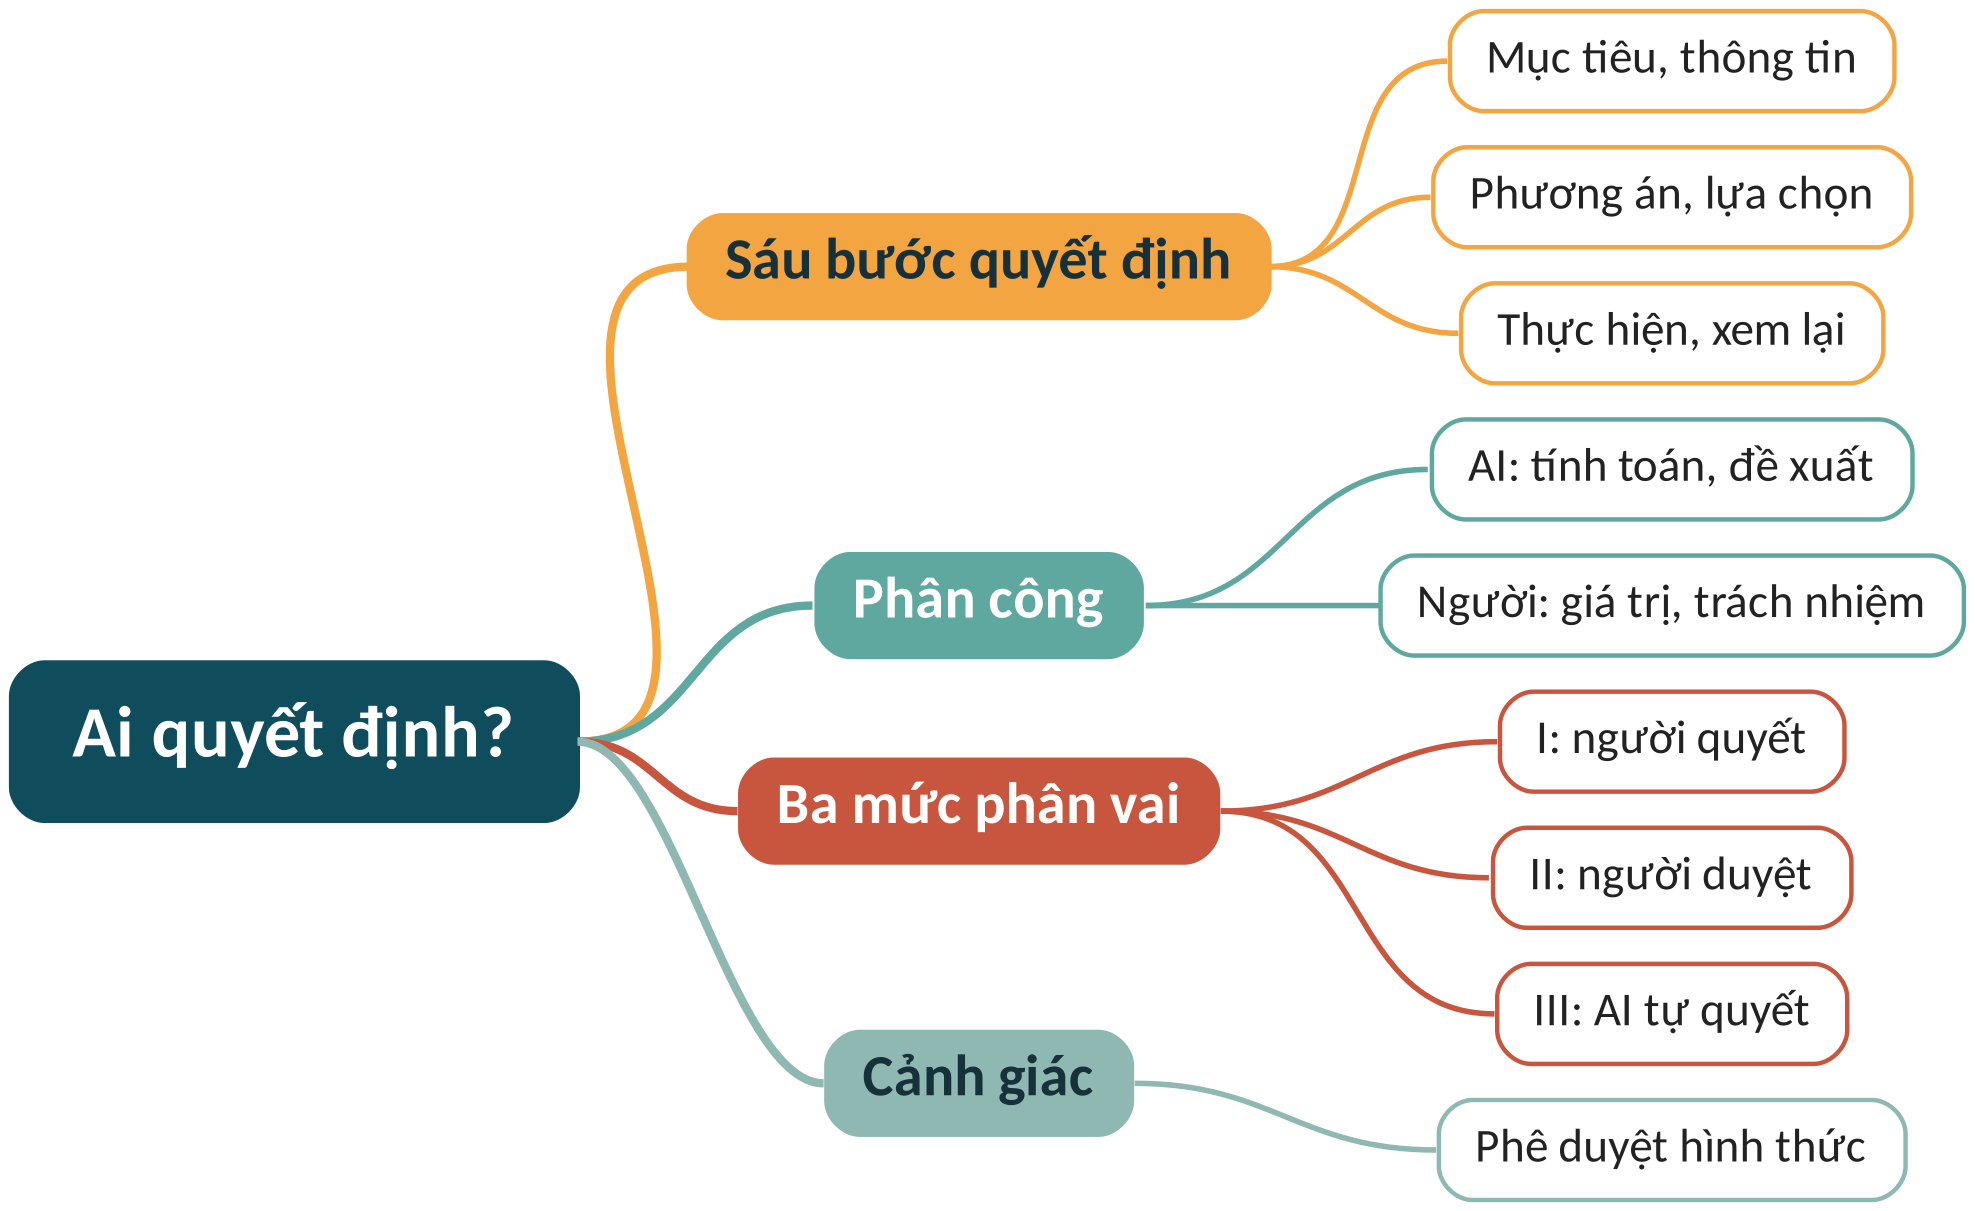 Ai quyết định?
Sáu bước quyết định
Mục tiêu, thông tin
Phương án, lựa chọn
Thực hiện, xem lại
Phân công
AI: tính toán, đề xuất
Người: giá trị, trách nhiệm
Ba mức phân vai
I: người quyết
II: người duyệt
III: AI tự quyết
Cảnh giác
Phê duyệt hình thức